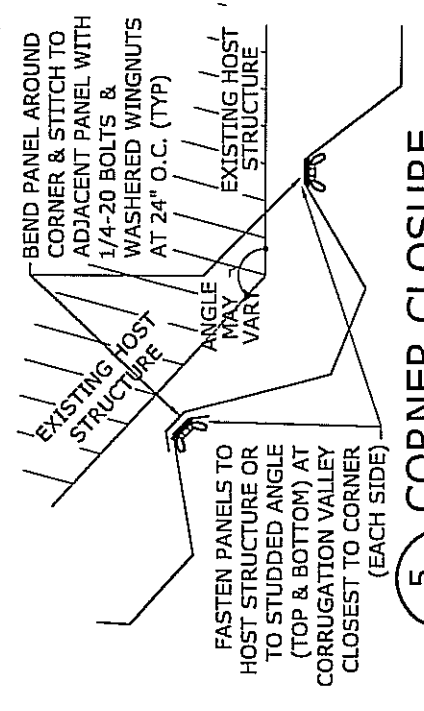 BEND PANEL AROUND
CORNER & STITCH TO
ADJACENT PANEL WITH
1/4-20 BOLTS &
WASHERED WINGNUTS
AT 24" O.C. (TYP)
EXISTING HOST
STRUCTURE
EXISTING HOST
STRUCTURE
ANGLE
MAY
VARY
FASTEN PANELS TO
HOST STRUCTURE OR
TO STUDDED ANGLE
(TOP & BOTTOM) AT
CORRUGATION VALLEY
CLOSEST TO CORNER
(EACH SIDE)
5 CORNER CLOSURE